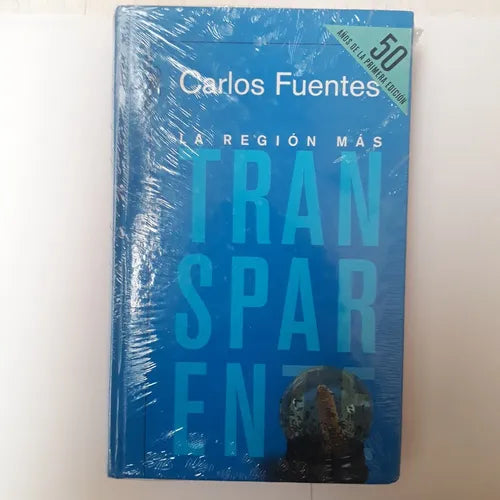 50
AÑOS DE LA PRIMERA EDICIÓN
Carlos Fuentes
LA REGIÓN MÁS
TRAN
SPAR
ENTE